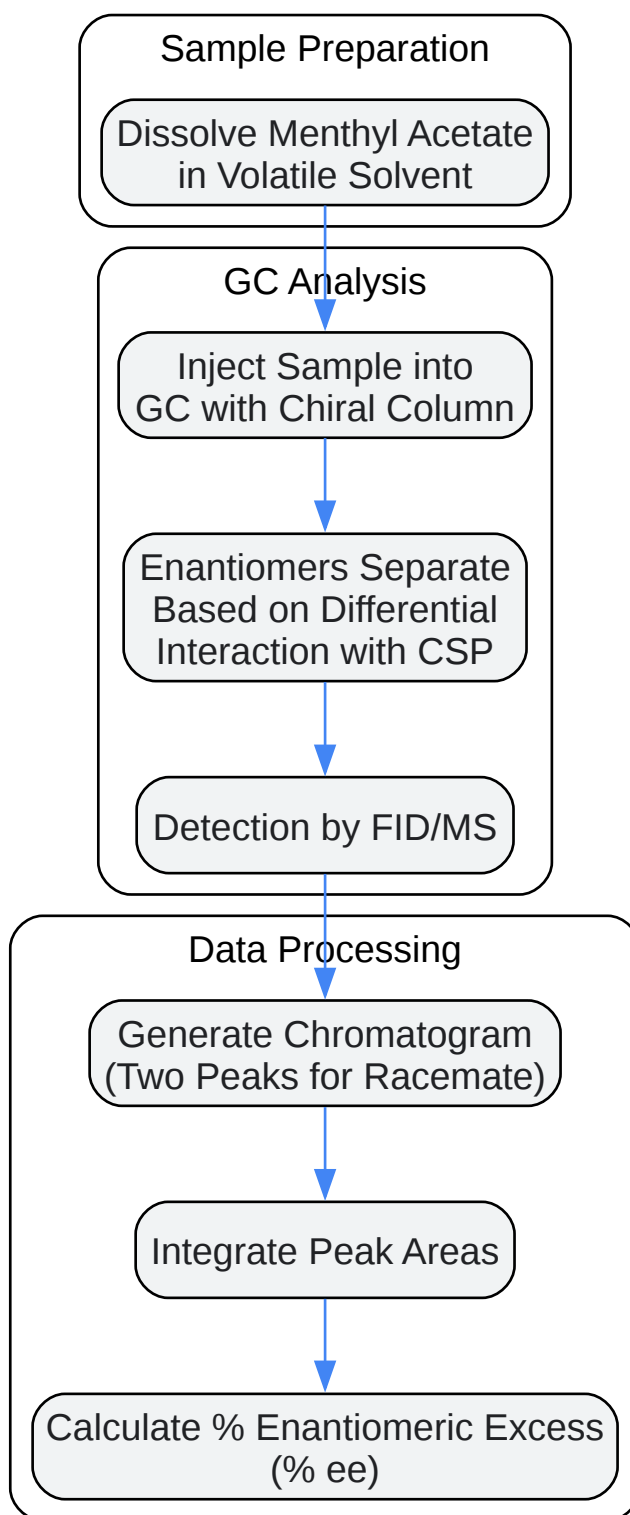 Sample Preparation
Dissolve Menthyl Acetate
in Volatile Solvent
GC Analysis
Inject Sample into
GC with Chiral Column
Enantiomers Separate
Based on Differential
Interaction with CSP
Detection by FID/MS
Data Processing
Generate Chromatogram
(Two Peaks for Racemate)
Integrate Peak Areas
Calculate % Enantiomeric Excess
(% ee)